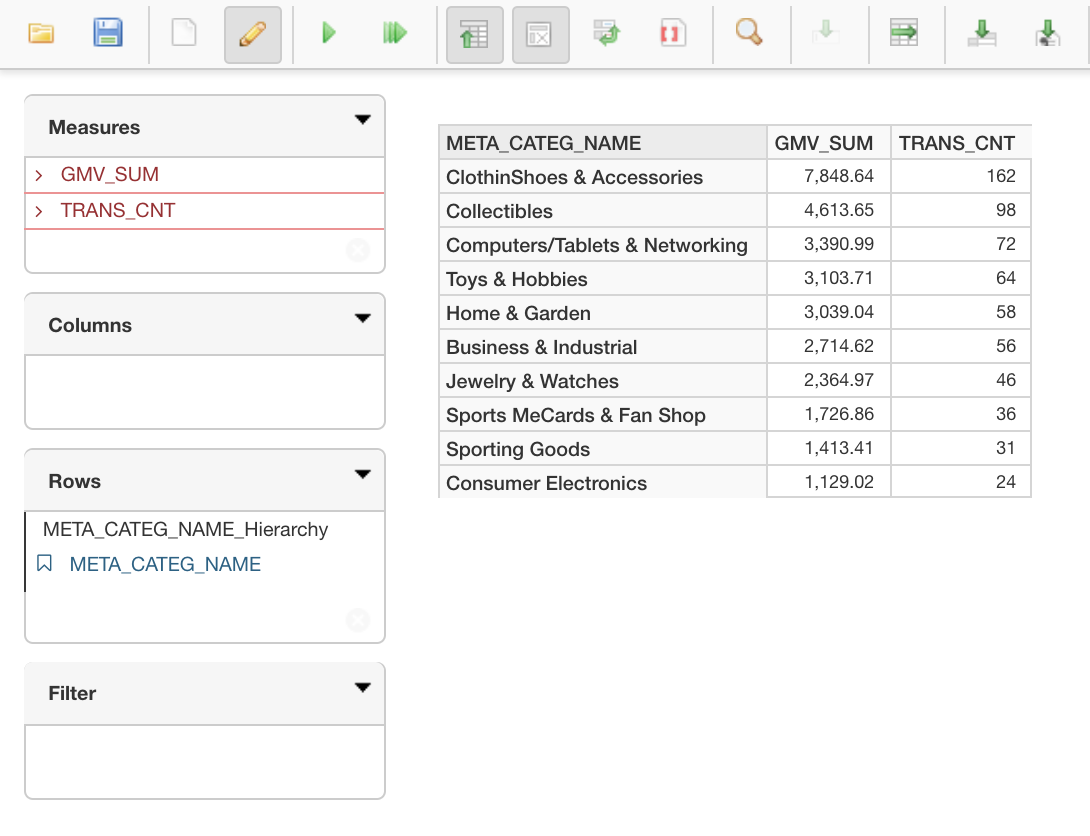 Measures
GMV_SUM
TRANS_CNT
Columns
Rows
META_CATEG_NAME_Hierarchy
META_CATEG_NAME
Filter
META_CATEG_NAME GMV_SUM TRANS_CNT
ClothinShoes & Accessories 7,848.64 162
Collectibles 4,613.65 98
Computers/Tablets & Networking 3,390.99 72
Toys & Hobbies 3,103.71 64
Home & Garden 3,039.04 58
Business & Industrial 2,714.62 56
Jewelry & Watches 2,364.97 46
Sports MeCards & Fan Shop 1,726.86 36
Sporting Goods 1,413.41 31
Consumer Electronics 1,129.02 24